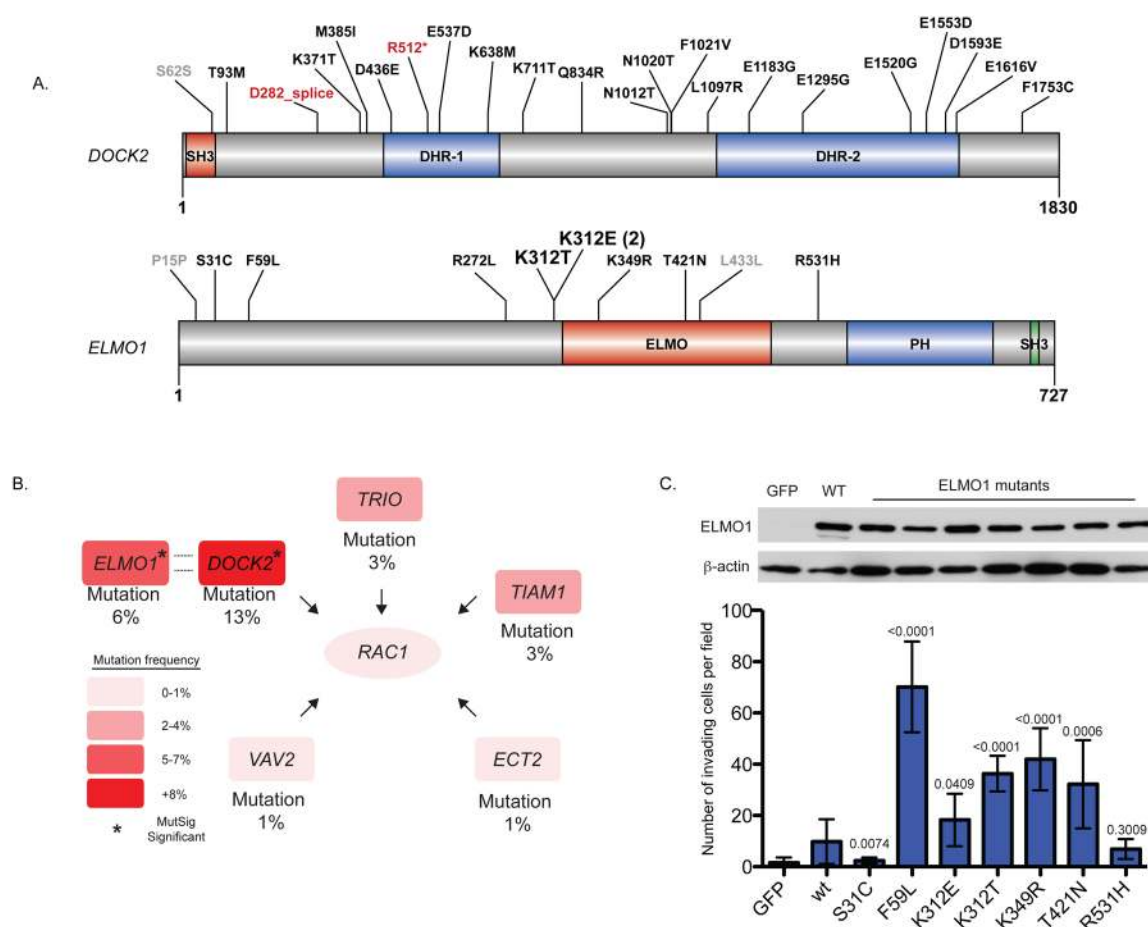 A.
S62S
T93M
D282_splice
K371T
M385I
D436E
R512*
E537D
K638M
K711T
Q834R
N1012T
N1020T
F1021V
L1097R
E1183G
E1295G
E1520G
E1553D
D1593E
E1616V
F1753C
DOCK2
SH3
DHR-1
DHR-2
1
1830
P15P
S31C
F59L
R272L
K312T
K312E (2)
K349R
T421N
L433L
R531H
ELMO1
ELMO
PH
SH3
1
727
B.
TRIO
Mutation
3%
ELMO1*
Mutation
6%
DOCK2*
Mutation
13%
TIAM1
Mutation
3%
RAC1
VAV2
Mutation
1%
ECT2
Mutation
1%
Mutation frequency
0-1%
2-4%
5-7%
+8%
* MutSig
Significant
C.
GFP
WT
ELMO1 mutants
ELMO1
β-actin
Number of invading cells per field
100
80
60
40
20
0
0.0074
<0.0001
0.0409
<0.0001
<0.0001
0.0006
0.3009
GFP
wt
S31C
F59L
K312E
K312T
K349R
T421N
R531H